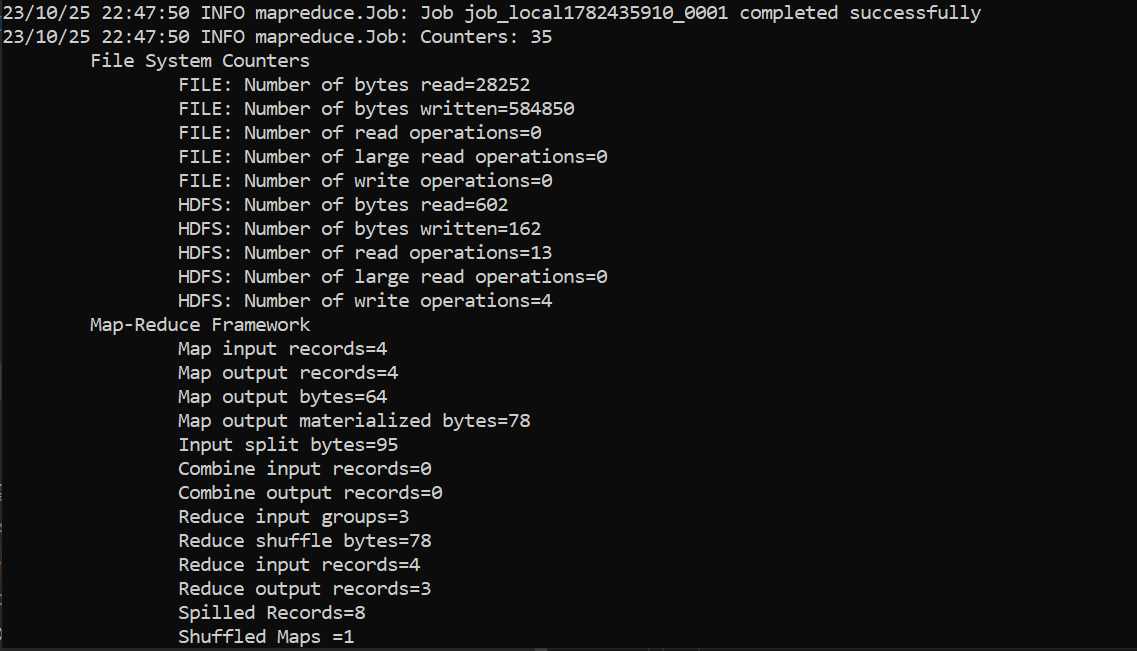 23/10/25 22:47:50 INFO mapreduce.Job: Job job_local1782435910_0001 completed successfully
23/10/25 22:47:50 INFO mapreduce.Job: Counters: 35
File System Counters
FILE: Number of bytes read=28252
FILE: Number of bytes written=584850
FILE: Number of read operations=0
FILE: Number of large read operations=0
FILE: Number of write operations=0
HDFS: Number of bytes read=602
HDFS: Number of bytes written=162
HDFS: Number of read operations=13
HDFS: Number of large read operations=0
HDFS: Number of write operations=4
Map-Reduce Framework
Map input records=4
Map output records=4
Map output bytes=64
Map output materialized bytes=78
Input split bytes=95
Combine input records=0
Combine output records=0
Reduce input groups=3
Reduce shuffle bytes=78
Reduce input records=4
Reduce output records=3
Spilled Records=8
Shuffled Maps =1